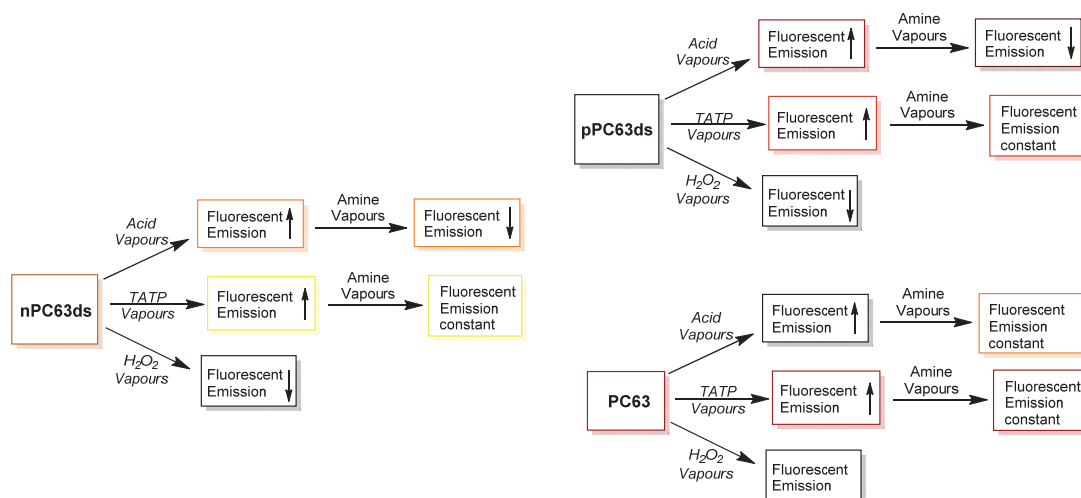 nPC63ds
Acid
Vapours
Fluorescent
Emission
Amine
Vapours
Fluorescent
Emission
TATP
Vapours
Fluorescent
Emission
Amine
Vapours
Fluorescent
Emission
constant
H2O2
Vapours
Fluorescent
Emission
pPC63ds
Acid
Vapours
Fluorescent
Emission
Amine
Vapours
Fluorescent
Emission
TATP
Vapours
Fluorescent
Emission
Amine
Vapours
Fluorescent
Emission
constant
H2O2
Vapours
Fluorescent
Emission
PC63
Acid
Vapours
Fluorescent
Emission
Amine
Vapours
Fluorescent
Emission
constant
TATP
Vapours
Fluorescent
Emission
Amine
Vapours
Fluorescent
Emission
constant
H2O2
Vapours
Fluorescent
Emission